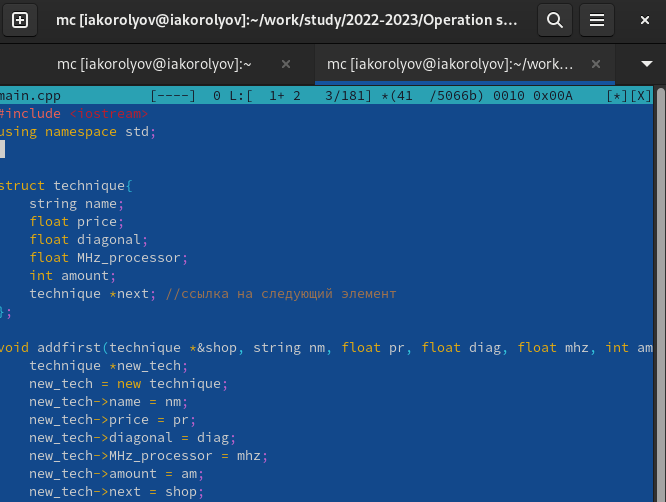 mc [iakorolyov@iakorolyov]:~/work/study/2022-2023/Operation s...
mc [iakorolyov@iakorolyov]:~
mc [iakorolyov@iakorolyov]:~/work...
main.cpp [----] 0 L:[ 1+ 2 3/181] *(41 /5066b) 0010 0x00A [*][X]
#include <iostream>
using namespace std;
struct technique{
string name;
float price;
float diagonal;
float MHz_processor;
int amount;
technique *next; //ссылка на следующий элемент
};
void addfirst(technique *&shop, string nm, float pr, float diag, float mhz, int am
technique *new_tech;
new_tech = new technique;
new_tech->name = nm;
new_tech->price = pr;
new_tech->diagonal = diag;
new_tech->MHz_processor = mhz;
new_tech->amount = am;
new_tech->next = shop;